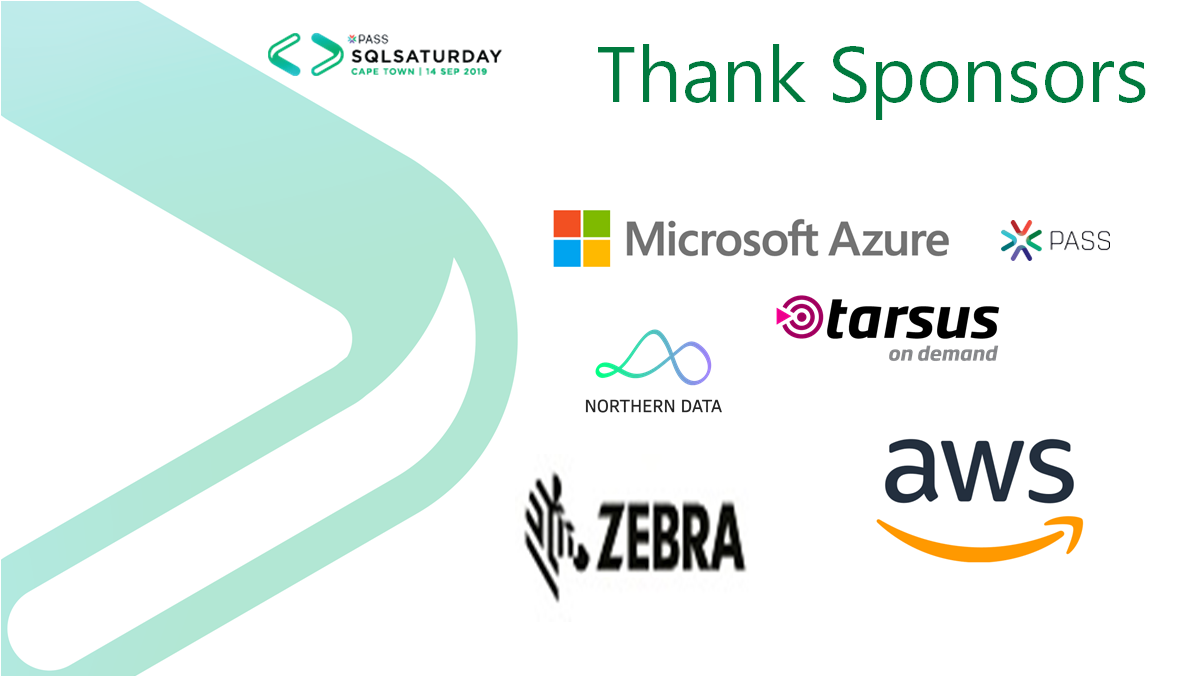 PASS
SQLSATURDAY
CAPE TOWN | 14 SEP 2019
Thank Sponsors
Microsoft Azure
PASS
tarsus
on demand
NORTHERN DATA
aws
ZEBRA